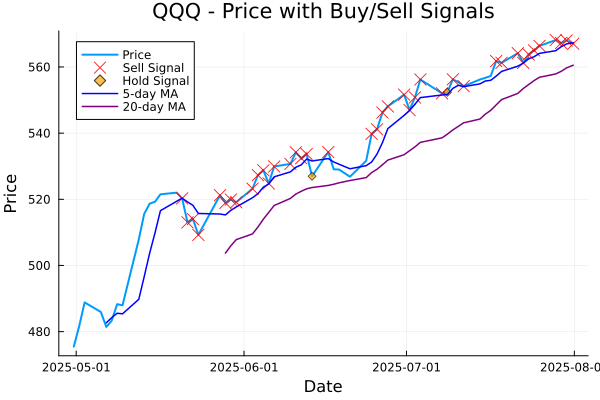 QQQ - Price with Buy/Sell Signals
Price
Sell Signal
Hold Signal
5-day MA
20-day MA
560
540
520
500
480
Price
2025-05-01
2025-06-01
2025-07-01
2025-08-0
Date